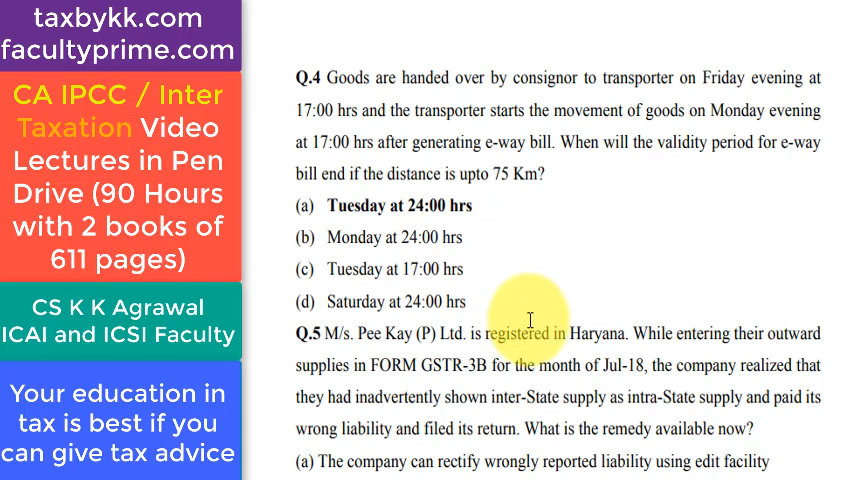 taxbykk.com
facultyprime.com
CA IPCC / Inter
Taxation Video
Lectures in Pen
Drive (90 Hours
with 2 books of
611 pages)
CS K K Agrawal
ICAI and ICSI Faculty
Your education in
tax is best if you
can give tax advice
Q.4 Goods are handed over by consignor to transporter on Friday evening at
17:00 hrs and the transporter starts the movement of goods on Monday evening
at 17:00 hrs after generating e-way bill. When will the validity period for e-way
bill end if the distance is upto 75 Km?
(a) Tuesday at 24:00 hrs
(b) Monday at 24:00 hrs
(c) Tuesday at 17:00 hrs
(d) Saturday at 24:00 hrs
Q.5 M/s. Pee Kay (P) Ltd. is registered in Haryana. While entering their outward
supplies in FORM GSTR-3B for the month of Jul-18, the company realized that
they had inadvertently shown inter-State supply as intra-State supply and paid its
wrong liability and filed its return. What is the remedy available now?
(a) The company can rectify wrongly reported liability using edit facility